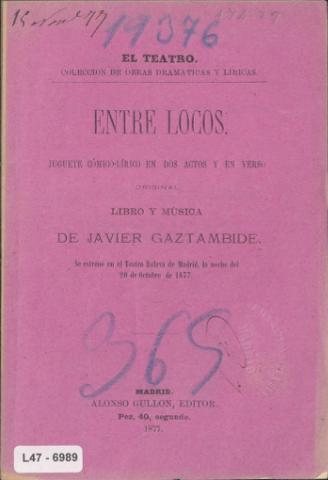 19376
EL TEATRO.
COLECCION DE OBRAS DRAMATICAS Y LÍRICAS.
ENTRE LOCOS,
JUGUETE CÓMICO-LÍRICO EN DOS ACTOS Y EN VERSO
ORIGINAL
LIBRO Y MÚSICA
DE JAVIER GAZTAMBIDE.
Se estrenó en el Teatro Eslava de Madrid, la noche del
20 de Octubre de 1877.
365
MADRID.
ALONSO GULLON, EDITOR.
Pez, 40, segundo.
1877.
L47 - 6989